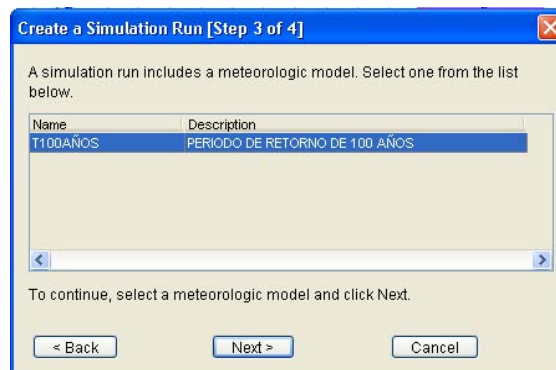 Create a Simulation Run [Step 3 of 4]
A simulation run includes a meteorologic model. Select one from the list
below.
Name Description
T100AÑOS PERIODO DE RETORNO DE 100 AÑOS
To continue, select a meteorologic model and click Next.
< Back Next > Cancel